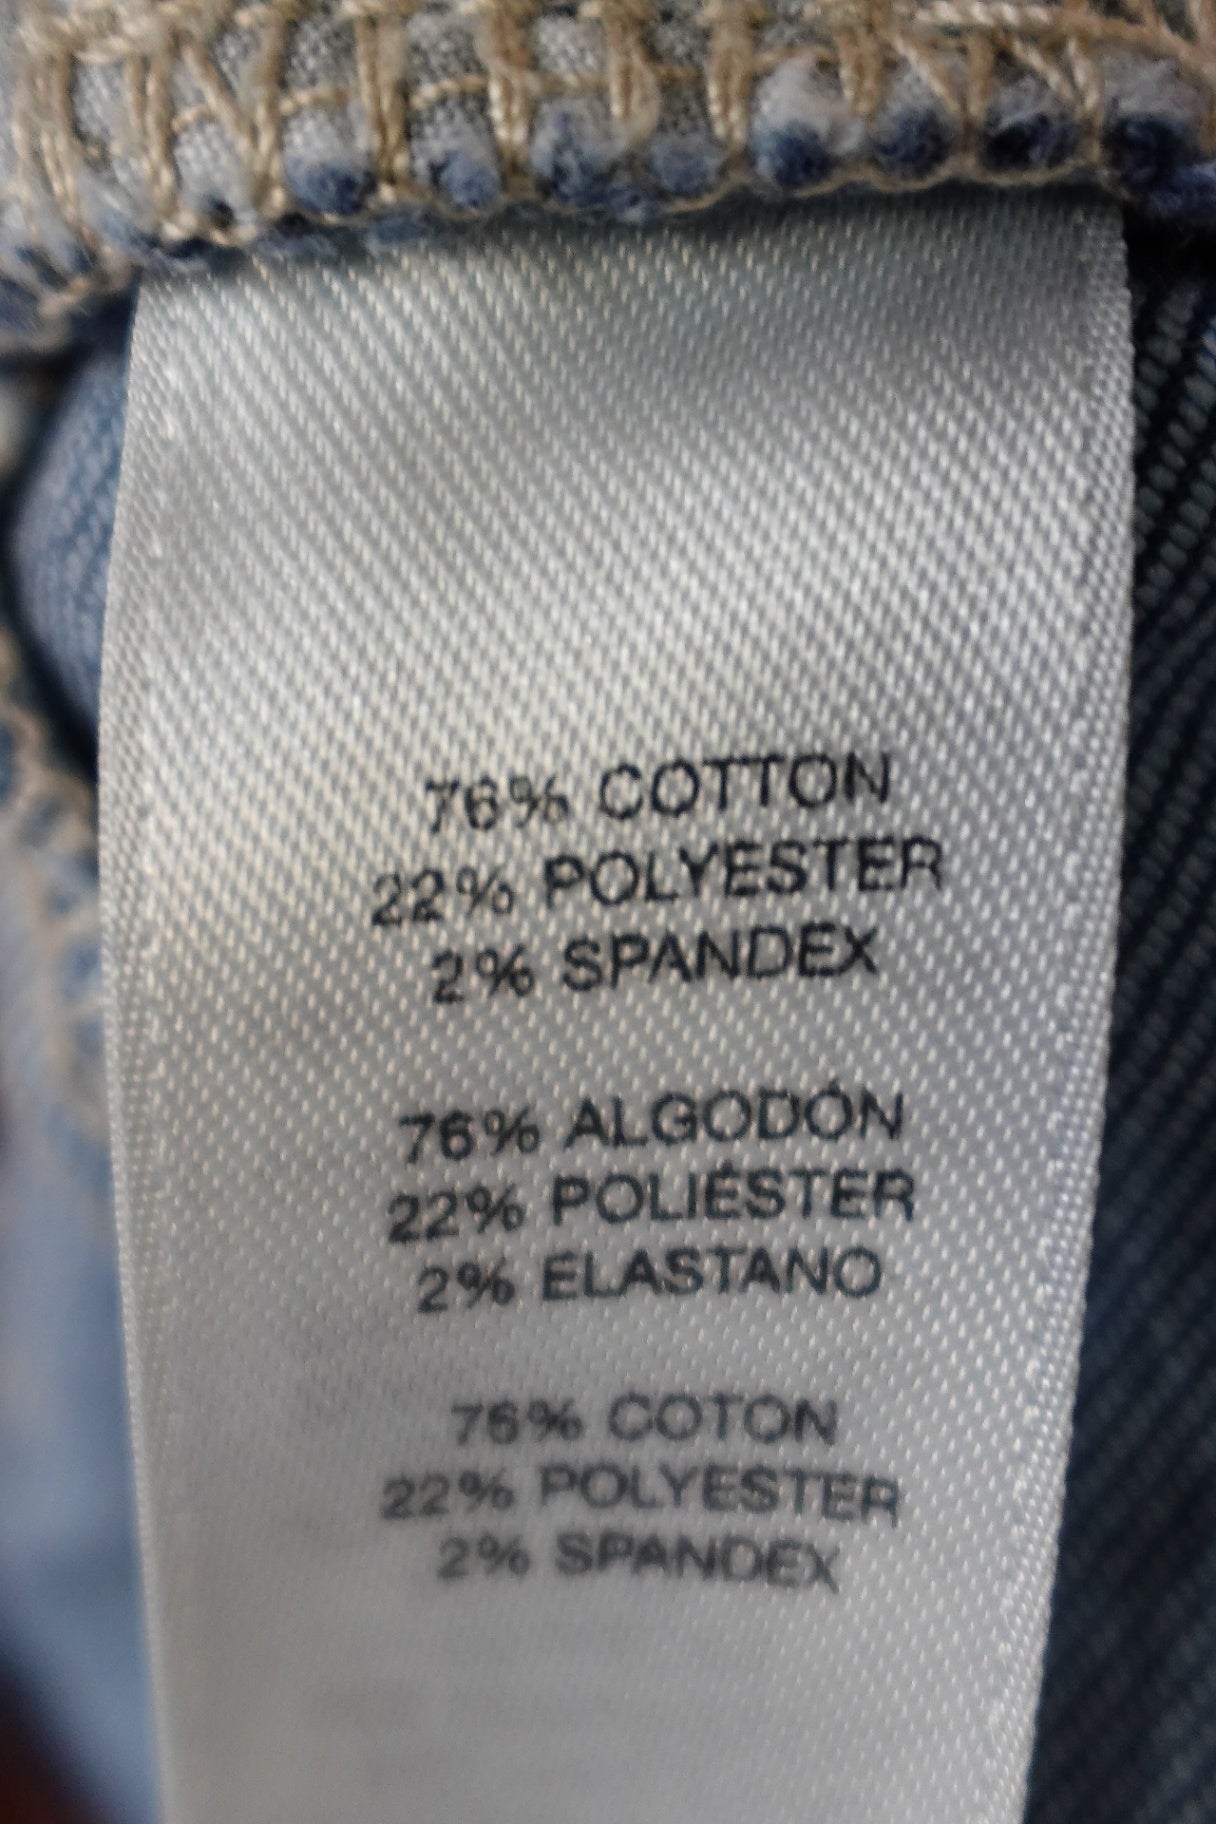 76% COTTON
22% POLYESTER
2% SPANDEX
76% ALGODÓN
22% POLIÉSTER
2% ELASTANO
76% COTON
22% POLYESTER
2% SPANDEX